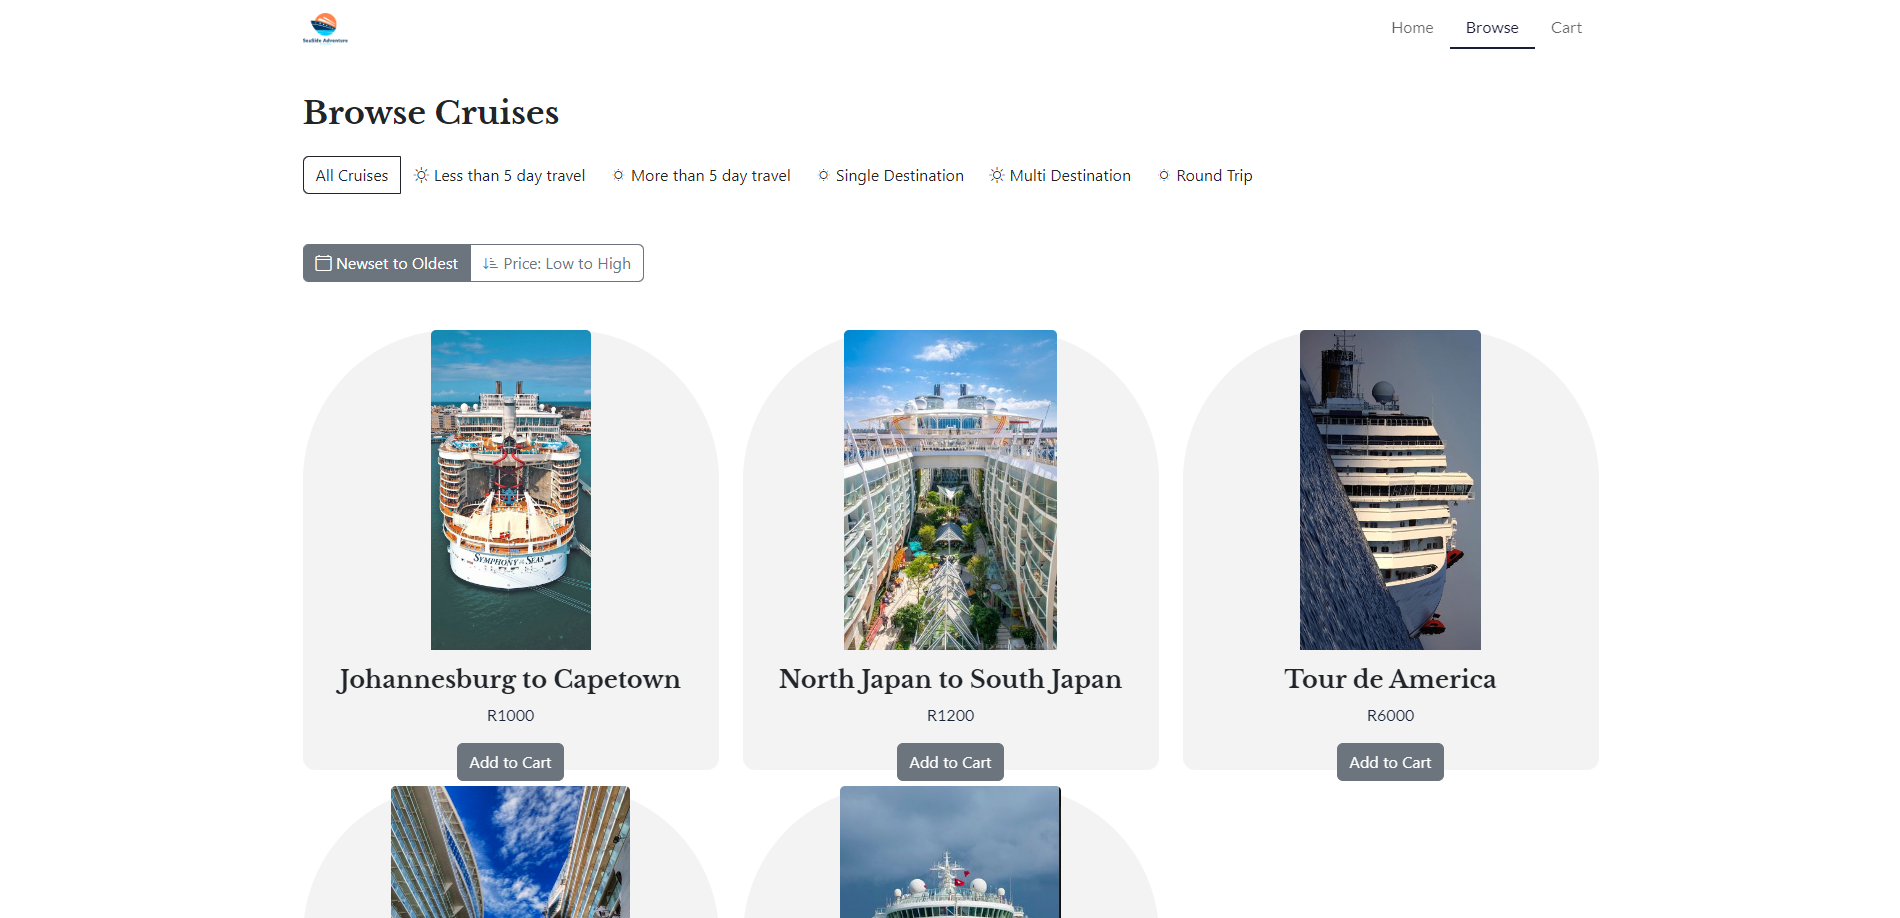 SeaSide Adventure
Home Browse Cart
Browse Cruises
All Cruises Less than 5 day travel More than 5 day travel Single Destination Multi Destination Round Trip
Newset to Oldest Price: Low to High
SYMPHONY OF THE SEAS
Johannesburg to Capetown
R1000
Add to Cart
North Japan to South Japan
R1200
Add to Cart
Tour de America
R6000
Add to Cart